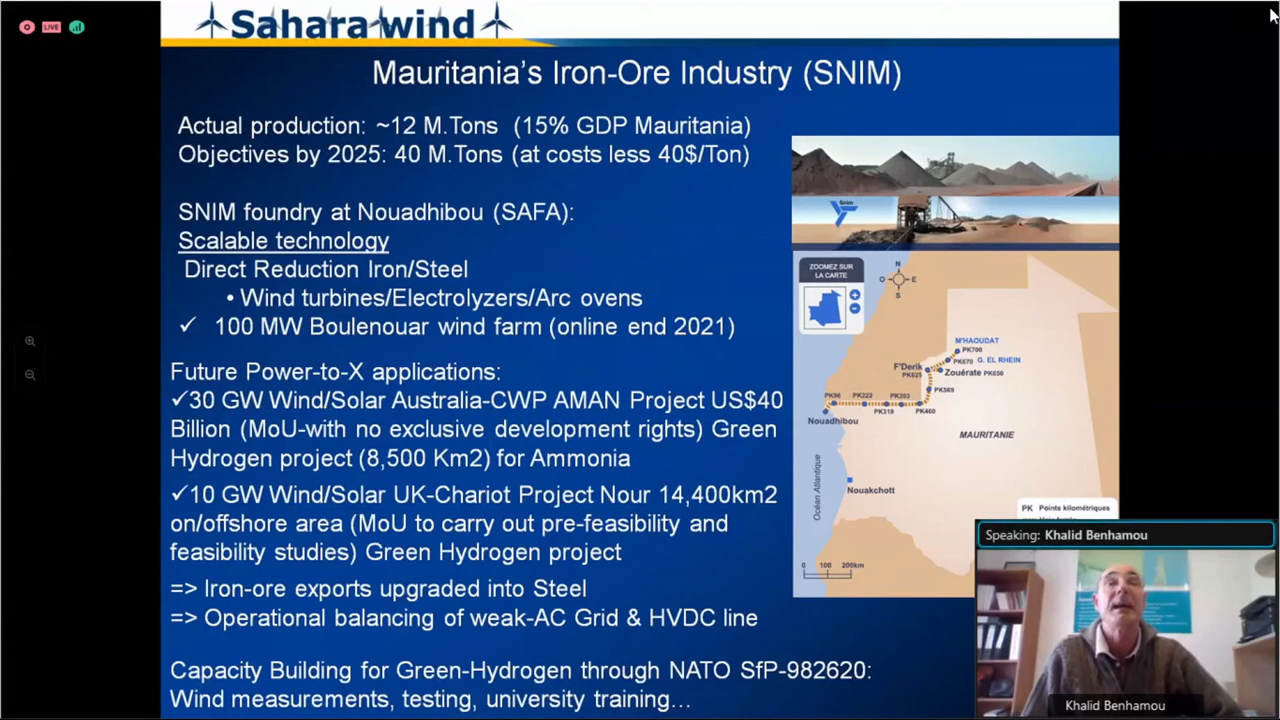 LIVE
Sahara wind
Mauritania's Iron-Ore Industry (SNIM)
Actual production: ~12 M.Tons (15% GDP Mauritania)
Objectives by 2025: 40 M.Tons (at costs less 40$/Ton)
SNIM foundry at Nouadhibou (SAFA):
Scalable technology
Direct Reduction Iron/Steel
• Wind turbines/Electrolyzers/Arc ovens
✓ 100 MW Boulenouar wind farm (online end 2021)
Future Power-to-X applications:
✓30 GW Wind/Solar Australia-CWP AMAN Project US$40
Billion (MoU-with no exclusive development rights) Green
Hydrogen project (8,500 Km2) for Ammonia
✓10 GW Wind/Solar UK-Chariot Project Nour 14,400km2
on/offshore area (MoU to carry out pre-feasibility and
feasibility studies) Green Hydrogen project
=> Iron-ore exports upgraded into Steel
=> Operational balancing of weak-AC Grid & HVDC line
Capacity Building for Green-Hydrogen through NATO SfP-982620:
Wind measurements, testing, university training…
Snim
ZOOMEZ SUR
LA CARTE
N
O E
S
M'HAOUDAT
PK700
PK670 G. EL RHEIN
F'Derik
PK625
Zouérate PK650
PK569
PK96 PK222 PK393
PK319 PK460
Nouadhibou
MAURITANIE
Océan Atlantique
Nouakchott
PK Points kilométriques
0 100 200km
Speaking: Khalid Benhamou
Khalid Benhamou